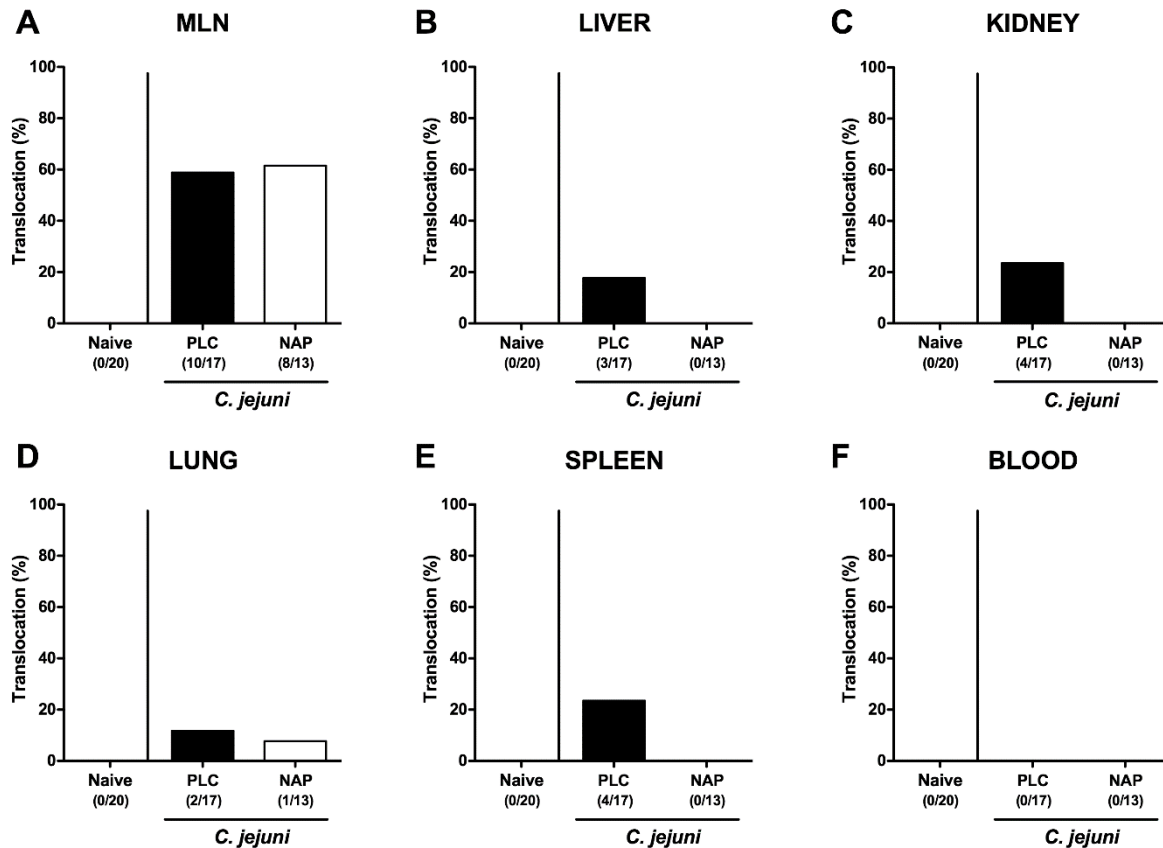 A MLN
100
80
60
40
20
0
Translocation (%)
Naive PLC NAP
(0/20) (10/17) (8/13)
C. jejuni
B LIVER
100
80
60
40
20
0
Translocation (%)
Naive PLC NAP
(0/20) (3/17) (0/13)
C. jejuni
C KIDNEY
100
80
60
40
20
0
Translocation (%)
Naive PLC NAP
(0/20) (4/17) (0/13)
C. jejuni
D LUNG
100
80
60
40
20
0
Translocation (%)
Naive PLC NAP
(0/20) (2/17) (1/13)
C. jejuni
E SPLEEN
100
80
60
40
20
0
Translocation (%)
Naive PLC NAP
(0/20) (4/17) (0/13)
C. jejuni
F BLOOD
100
80
60
40
20
0
Translocation (%)
Naive PLC NAP
(0/20) (0/17) (0/13)
C. jejuni